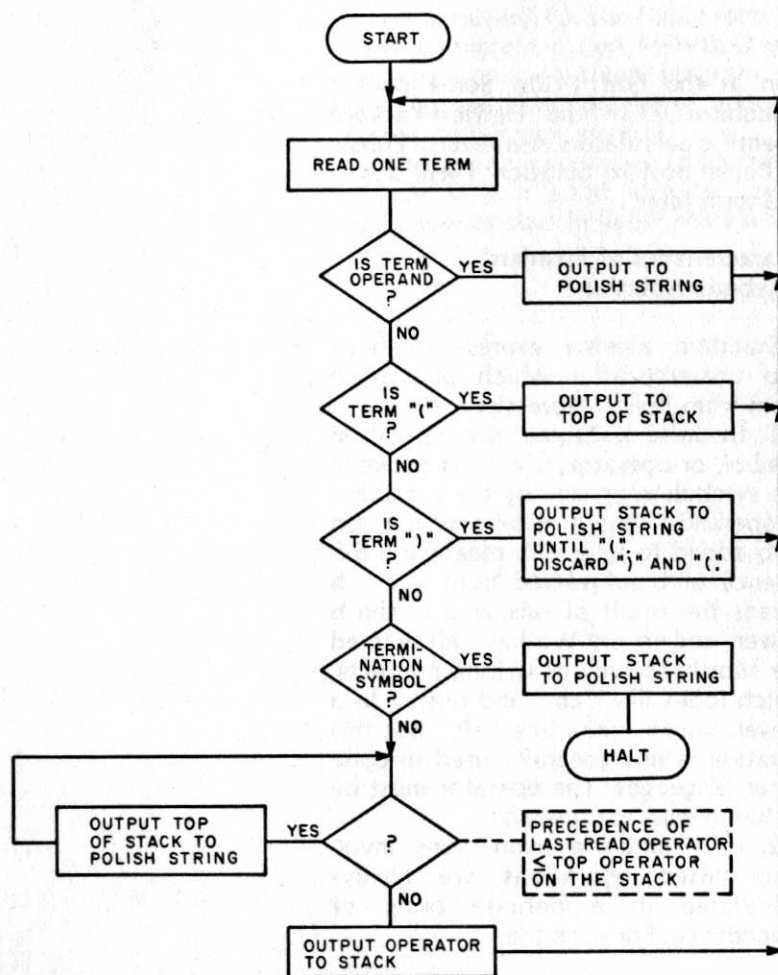 START
READ ONE TERM
IS TERM
OPERAND
?
YES
OUTPUT TO
POLISH STRING
NO
IS
TERM "("
?
YES
OUTPUT TO
TOP OF STACK
NO
IS
TERM ")"
?
YES
OUTPUT STACK TO
POLISH STRING
UNTIL "("
DISCARD ")" AND "(".
NO
TERMI-
NATION
SYMBOL
?
YES
OUTPUT STACK
TO POLISH STRING
NO
HALT
OUTPUT TOP
OF STACK TO
POLISH STRING
YES
?
PRECEDENCE OF
LAST READ OPERATOR
≤ TOP OPERATOR
ON THE STACK
NO
OUTPUT OPERATOR
TO STACK